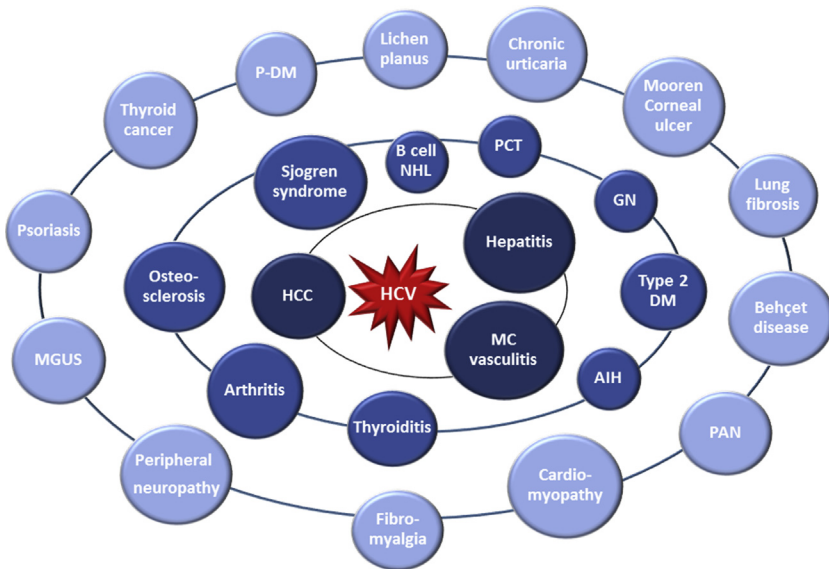 Lichen
planus
Chronic
urticaria
P-DM
Mooren
Corneal
ulcer
Thyroid
cancer
B cell
NHL
PCT
Sjogren
syndrome
Lung
fibrosis
GN
Psoriasis
Hepatitis
Osteo-
sclerosis
HCC
HCV
Type 2
DM
Behçet
disease
MC
vasculitis
MGUS
Arthritis
AIH
Thyroiditis
PAN
Peripheral
neuropathy
Cardio-
myopathy
Fibro-
myalgia